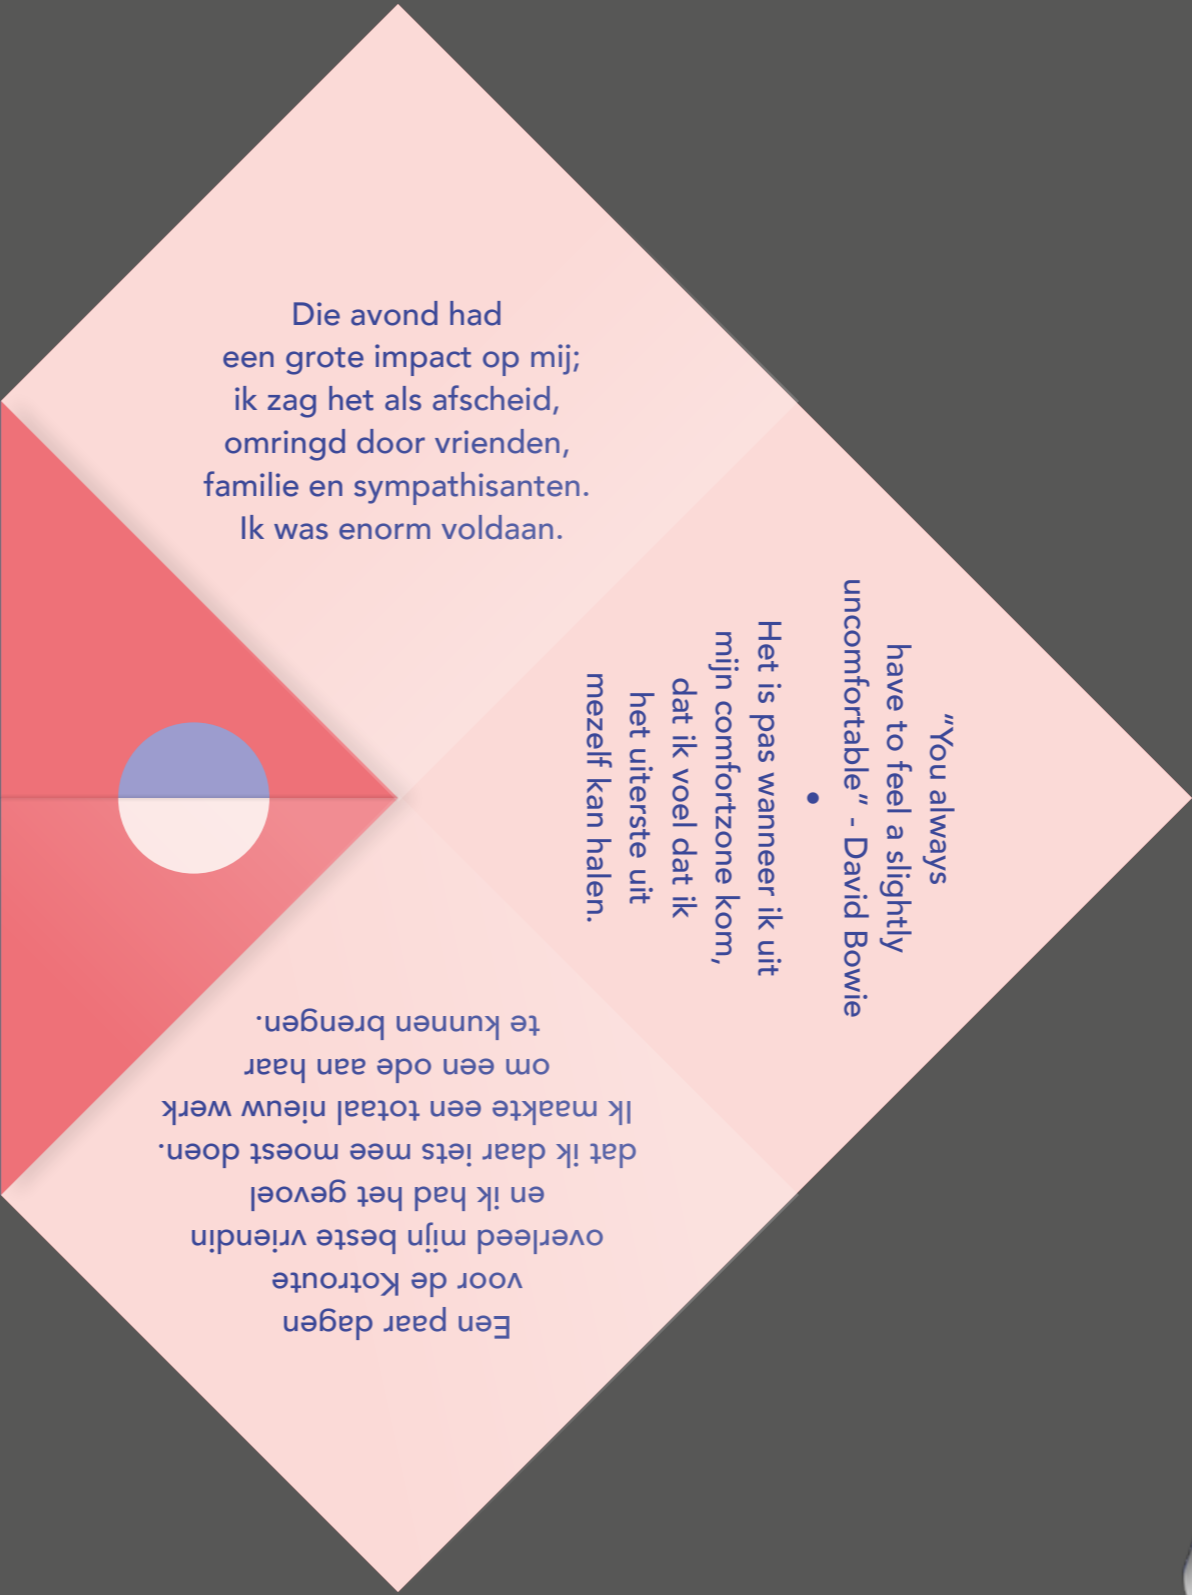 Die avond had
een grote impact op mij;
ik zag het als afscheid,
omringd door vrienden,
familie en sympathisanten.
Ik was enorm voldaan.
“You always
have to feel a slightly
uncomfortable” - David Bowie
•
Het is pas wanneer ik uit
mijn comfortzone kom,
dat ik voel dat ik
het uiterste uit
mezelf kan halen.
Een paar dagen
voor de Kotroute
overleed mijn beste vriendin
en ik had het gevoel
dat ik daar iets mee moest doen.
Ik maakte een totaal nieuw werk
om een ode aan haar
te kunnen brengen.